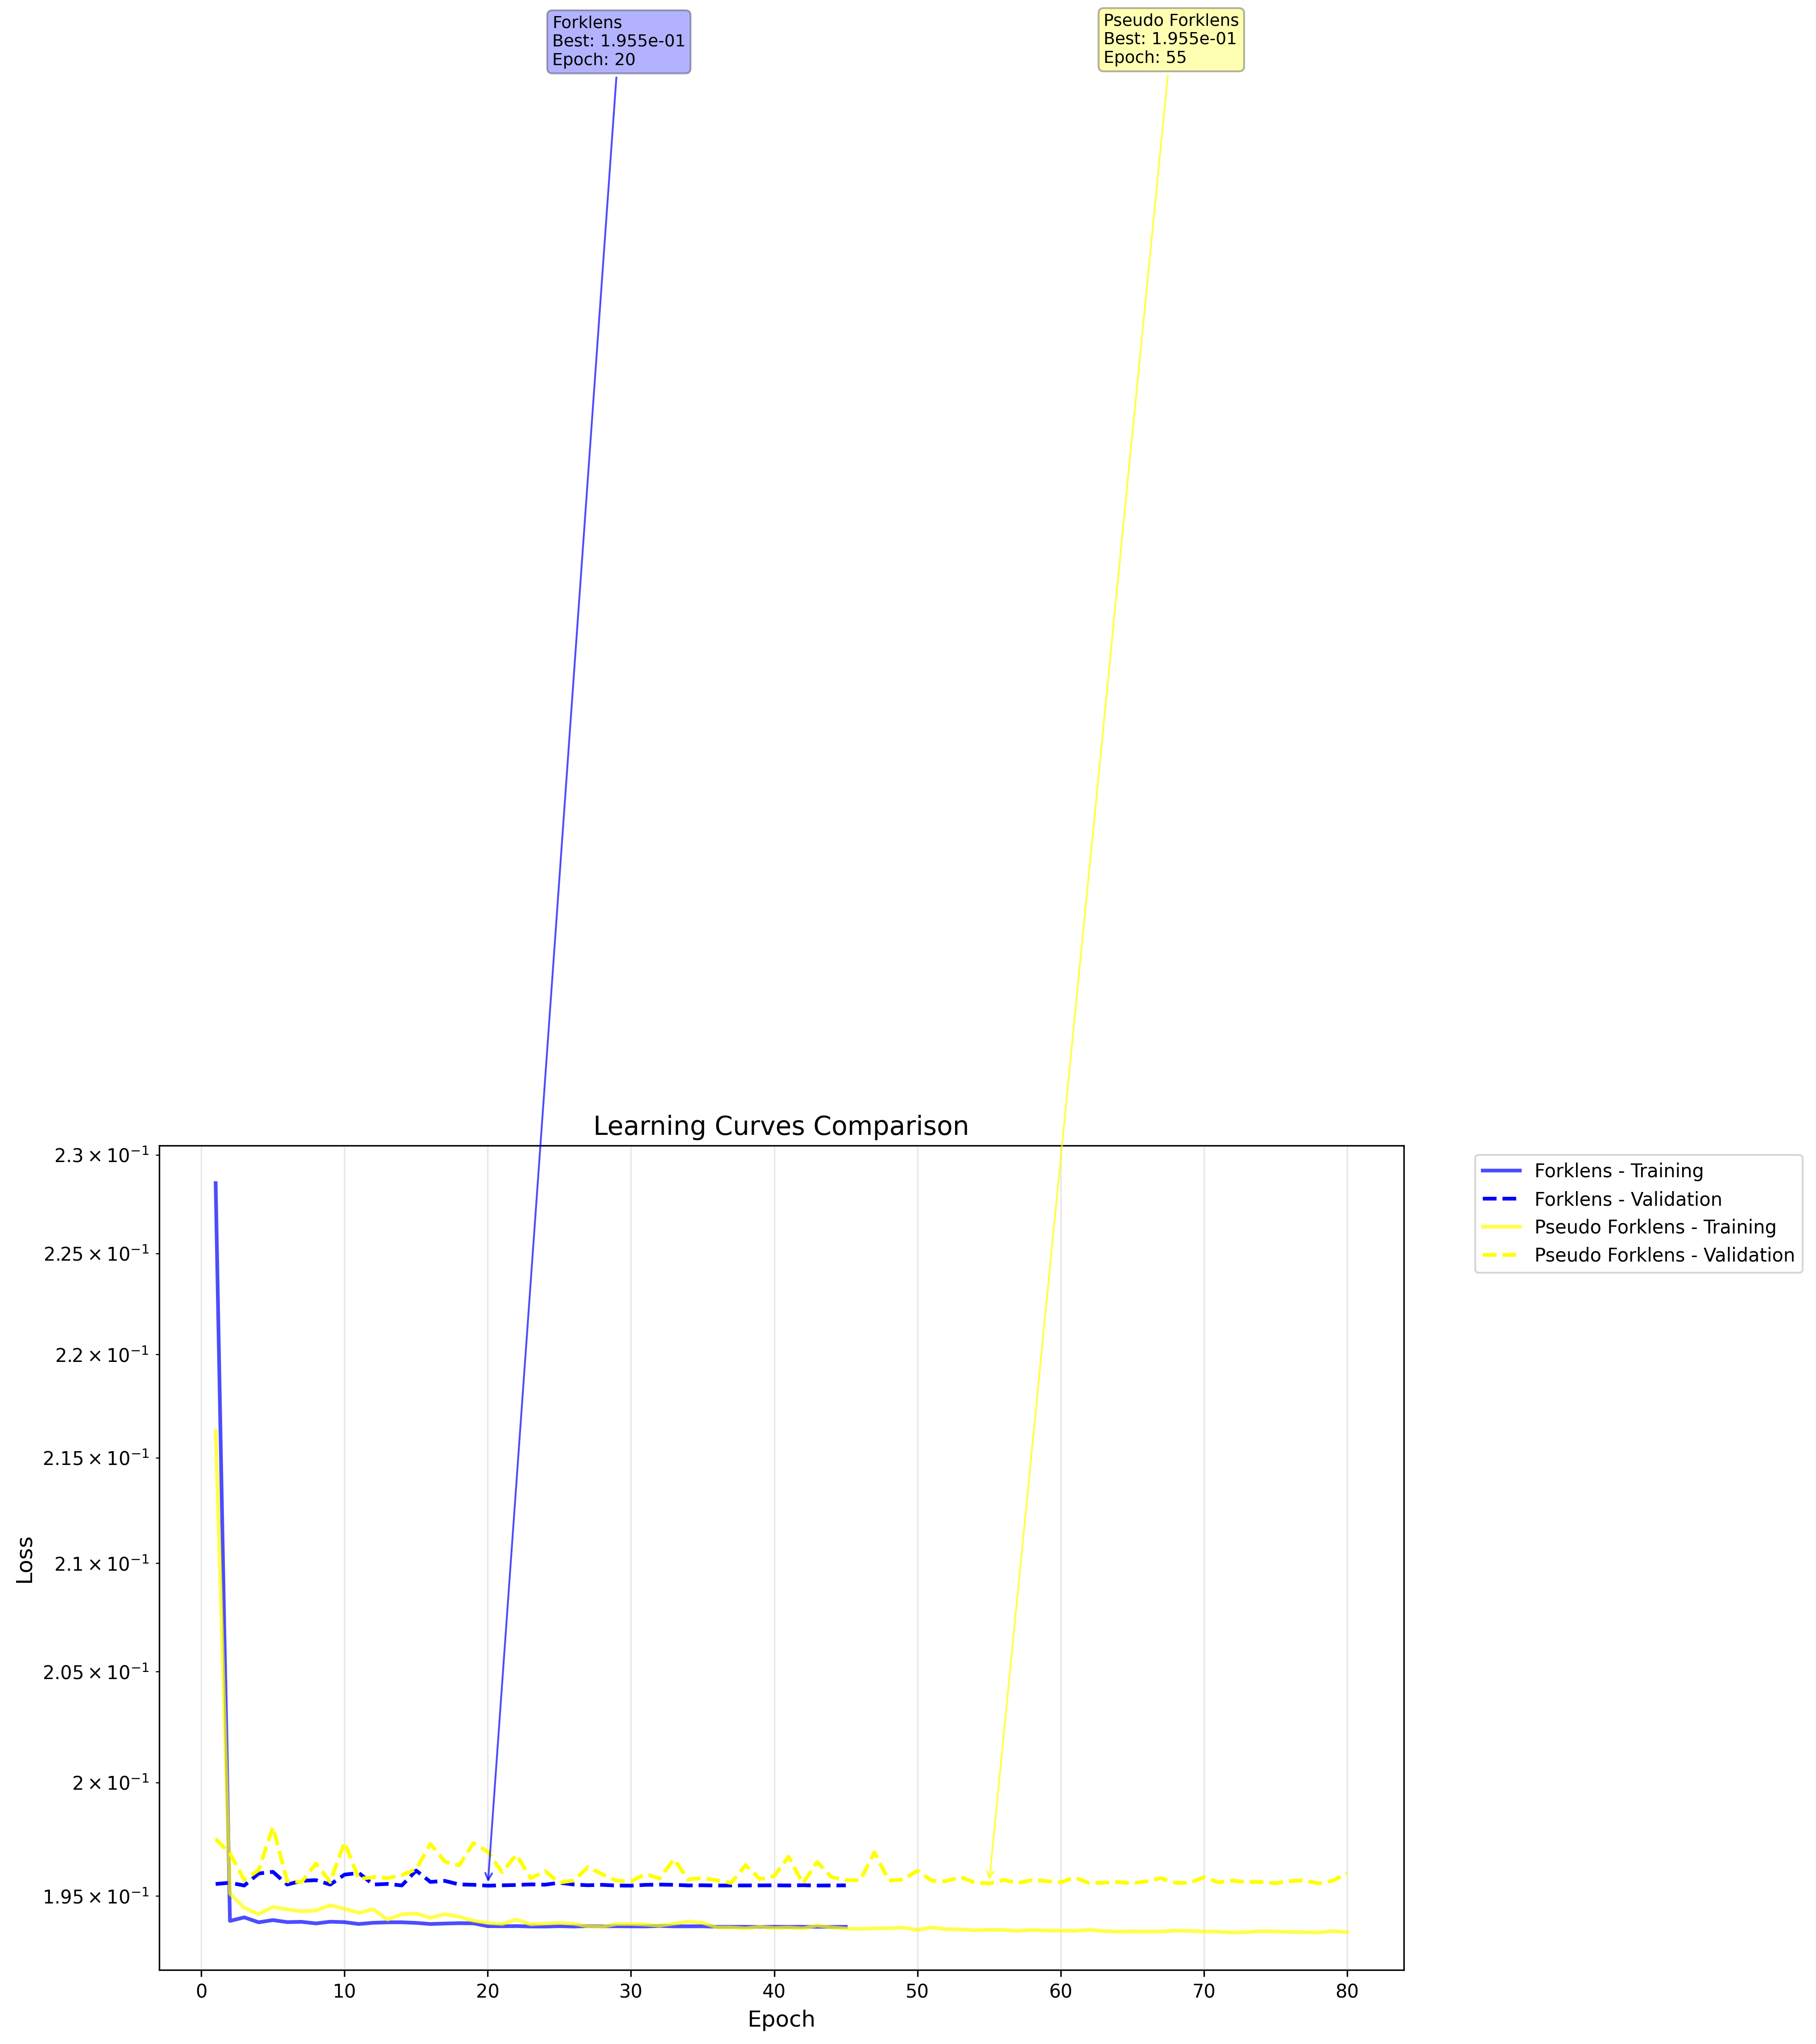 Forklens
Best: 1.955e-01
Epoch: 20
Pseudo Forklens
Best: 1.955e-01
Epoch: 55
Learning Curves Comparison
2.3 × 10⁻¹
2.25 × 10⁻¹
2.2 × 10⁻¹
2.15 × 10⁻¹
2.1 × 10⁻¹
2.05 × 10⁻¹
2 × 10⁻¹
1.95 × 10⁻¹
Loss
0 10 20 30 40 50 60 70 80
Epoch
Forklens - Training
Forklens - Validation
Pseudo Forklens - Training
Pseudo Forklens - Validation